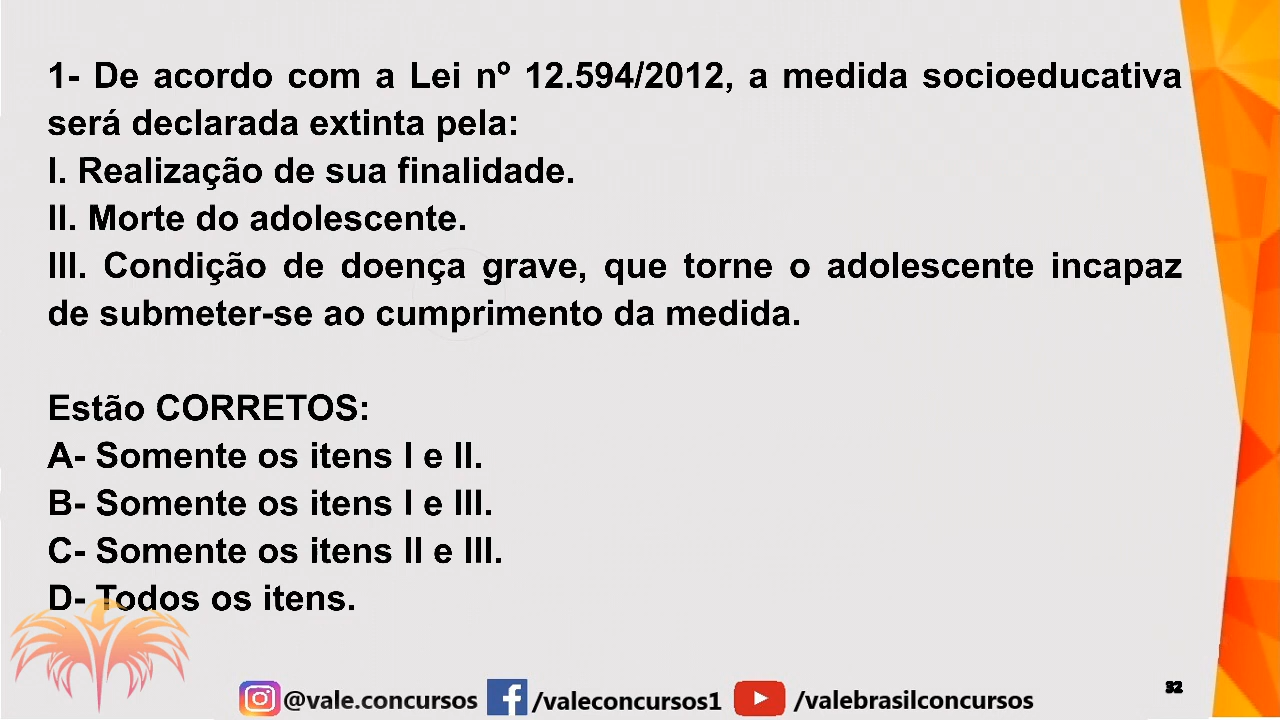 1- De acordo com a Lei nº 12.594/2012, a medida socioeducativa
será declarada extinta pela:
I. Realização de sua finalidade.
II. Morte do adolescente.
III. Condição de doença grave, que torne o adolescente incapaz
de submeter-se ao cumprimento da medida.
Estão CORRETOS:
A- Somente os itens I e II.
B- Somente os itens I e III.
C- Somente os itens II e III.
D- Todos os itens.
@vale.concursos /valeconcursos1 /valebrasilconcursos
32